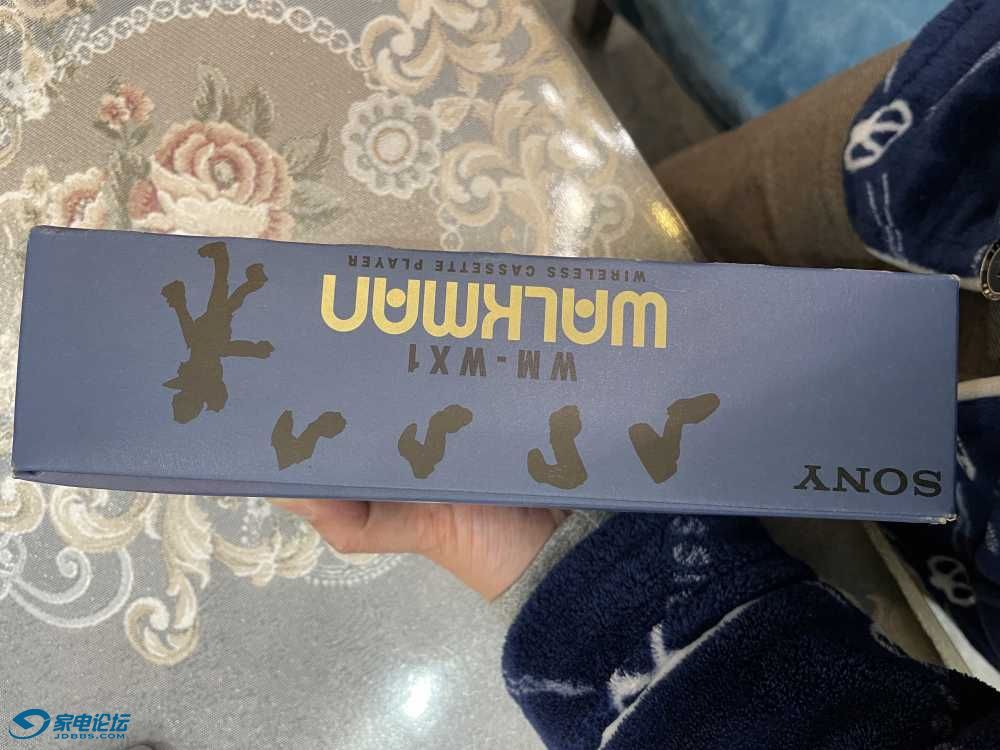 SONY
WM-WX1
WALKMAN
WIRELESS CASSETTE PLAYER
家电论坛
JDBBS.COM